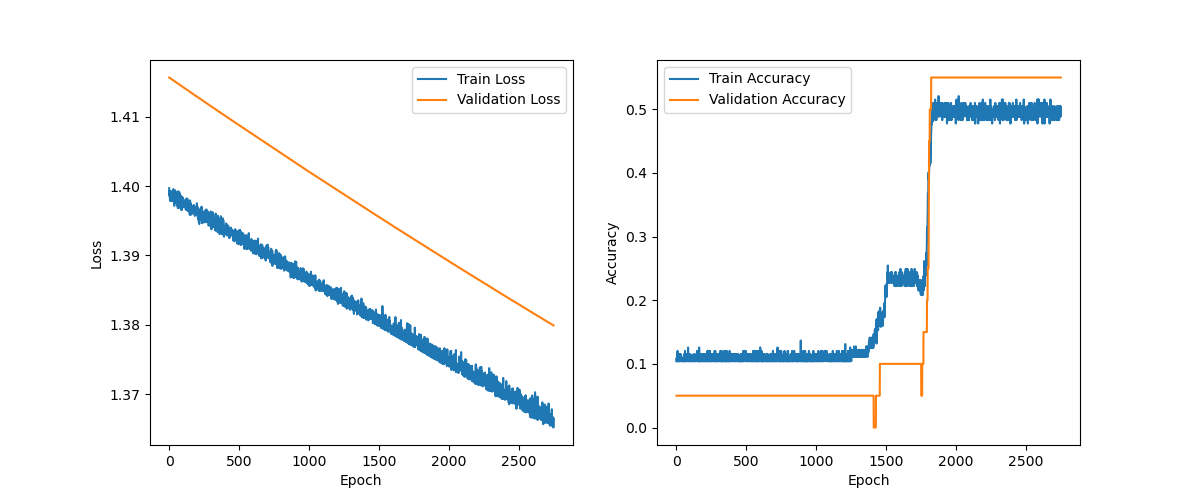 Train Loss
Validation Loss
1.41
1.40
1.39
1.38
1.37
Loss
0
500
1000
1500
2000
2500
Epoch
Train Accuracy
Validation Accuracy
0.5
0.4
0.3
0.2
0.1
0.0
Accuracy
0
500
1000
1500
2000
2500
Epoch